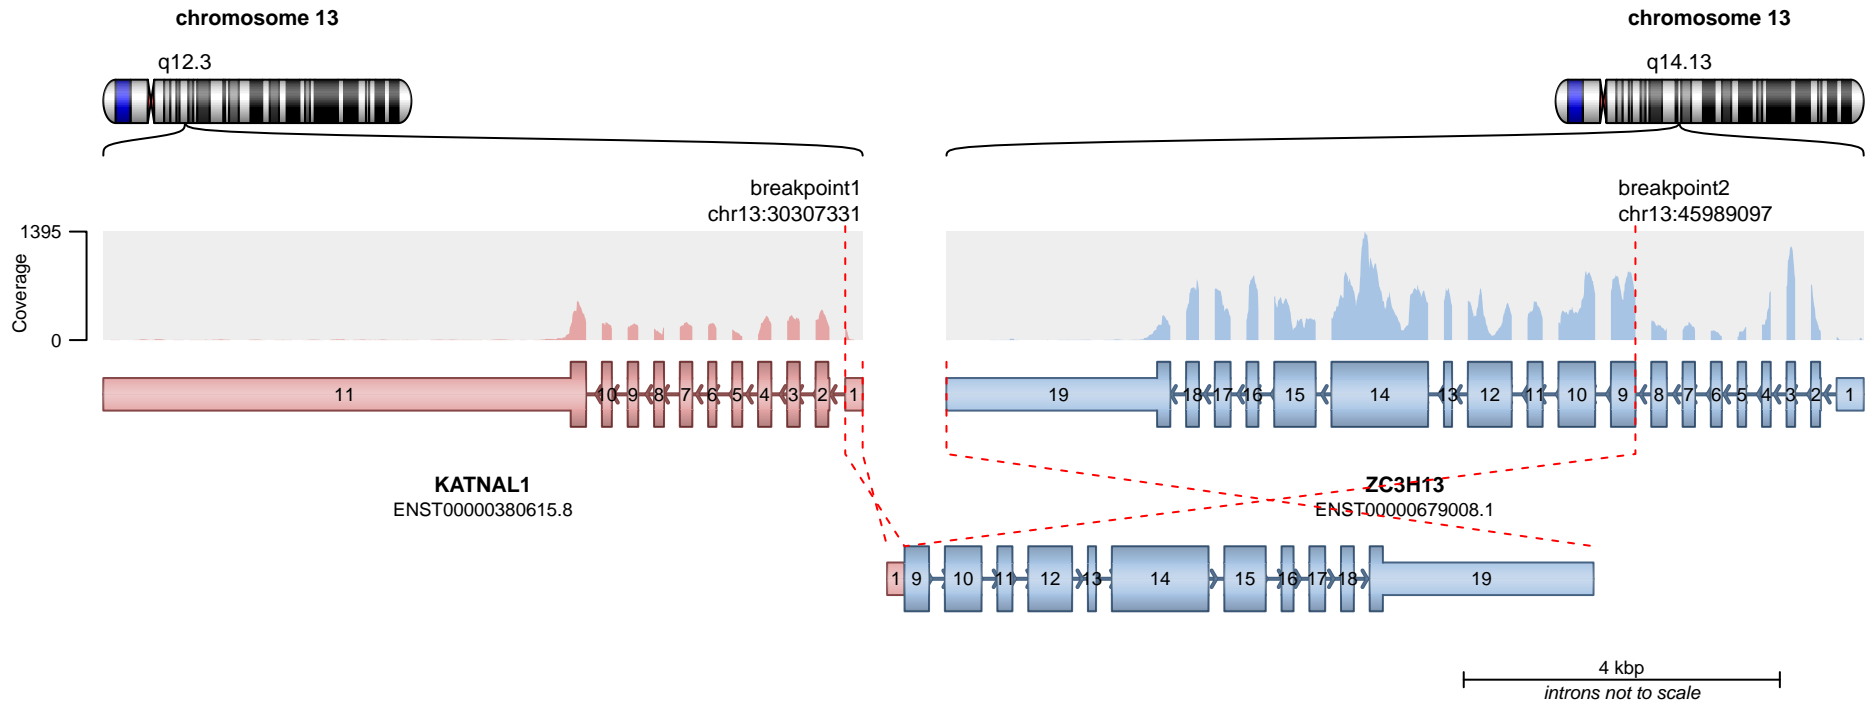 chromosome 13
chromosome 13
q12.3
q14.13
breakpoint1
chr13:30307331
breakpoint2
chr13:45989097
Coverage
1395
0
11 10 9 8 7 6 5 4 3 2 1
19 18 17 16 15 14 13 12 11 10 9 8 7 6 5 4 3 2 1
KATNAL1
ENST00000380615.8
ZC3H13
ENST00000679008.1
1 9 10 11 12 13 14 15 16 17 18 19
4 kbp
introns not to scale